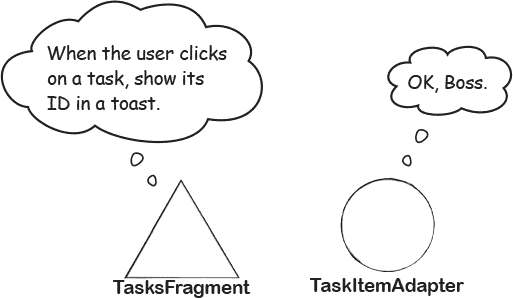 When the user clicks
on a task, show its
ID in a toast.
OK, Boss.
TasksFragment
TaskItemAdapter